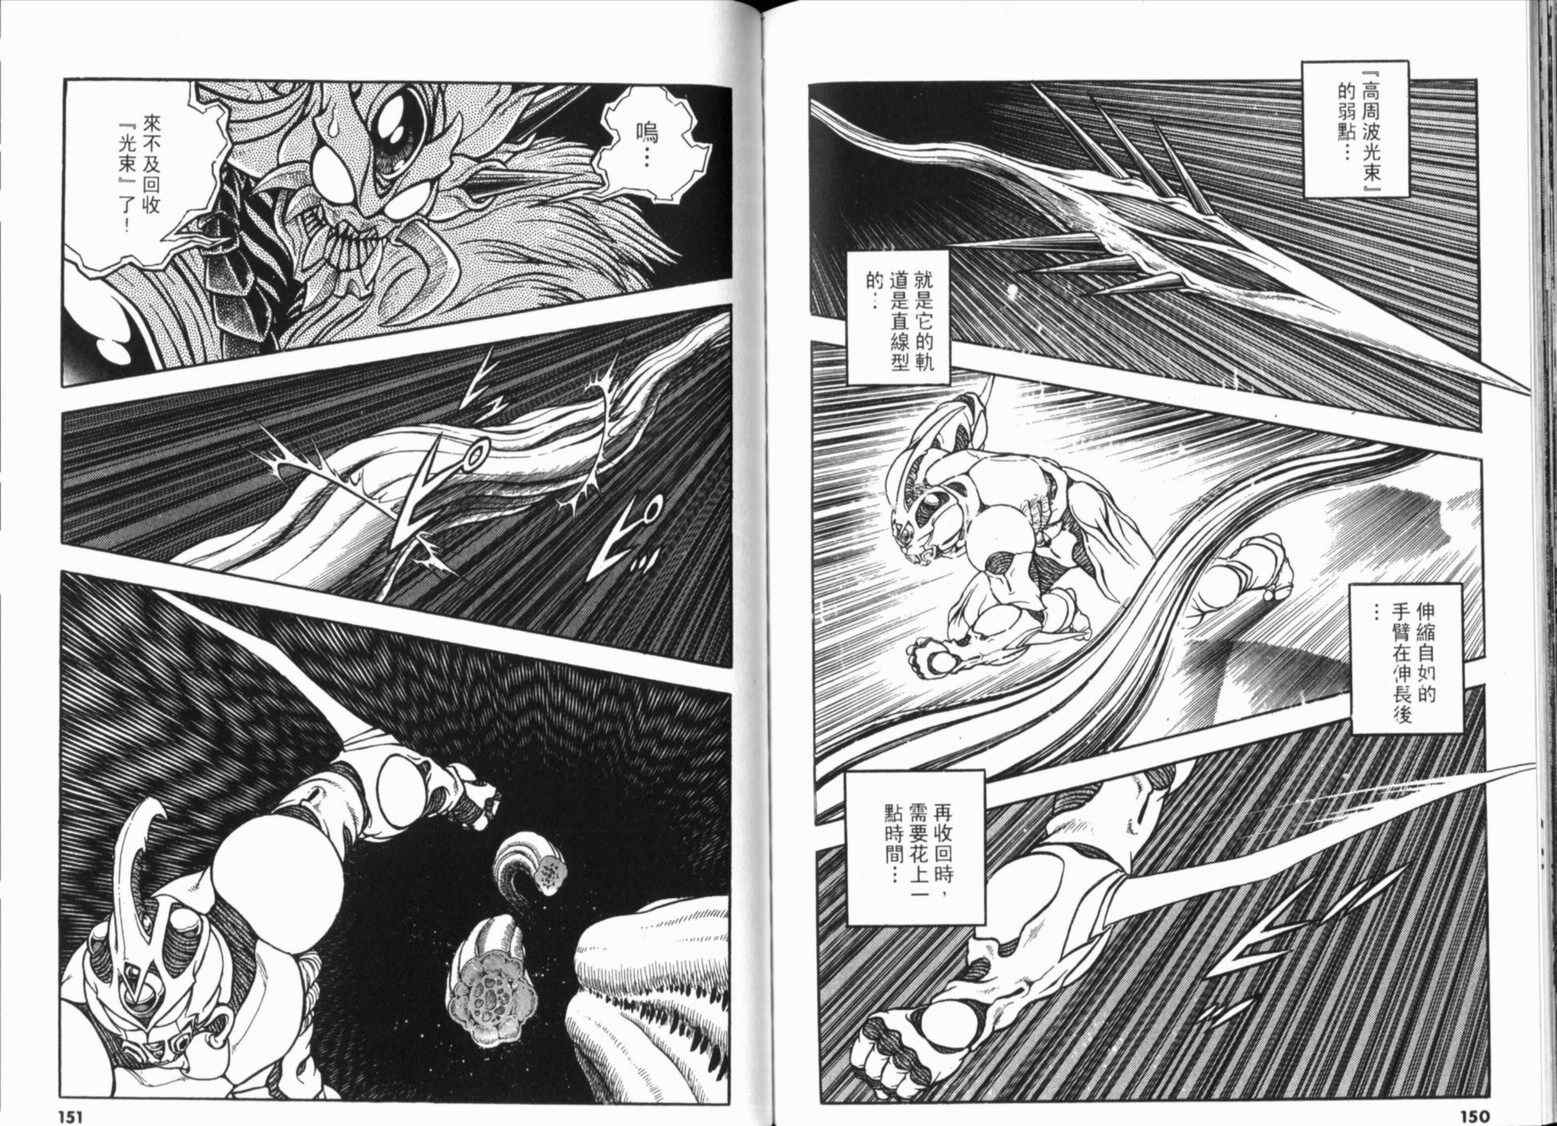 『高周波光束』
的弱點…
就是它的軌
道是直線型
的…
伸縮自如的
手臂在伸長後
…
再收回時，
需要花上一
點時間…
150
嗚…
來不及回收
『光束』了！
151